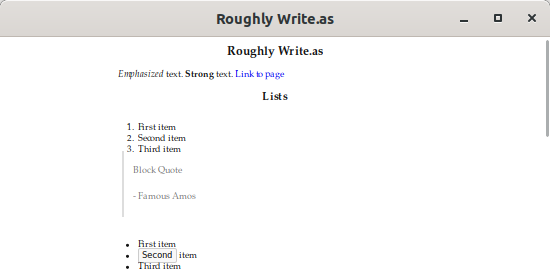 Roughly Write.as
Roughly Write.as
Emphasized text. Strong text. Link to page
Lists
1. First item
2. Second item
3. Third item
Block Quote
- Famous Amos
• First item
• Second item
• Third item